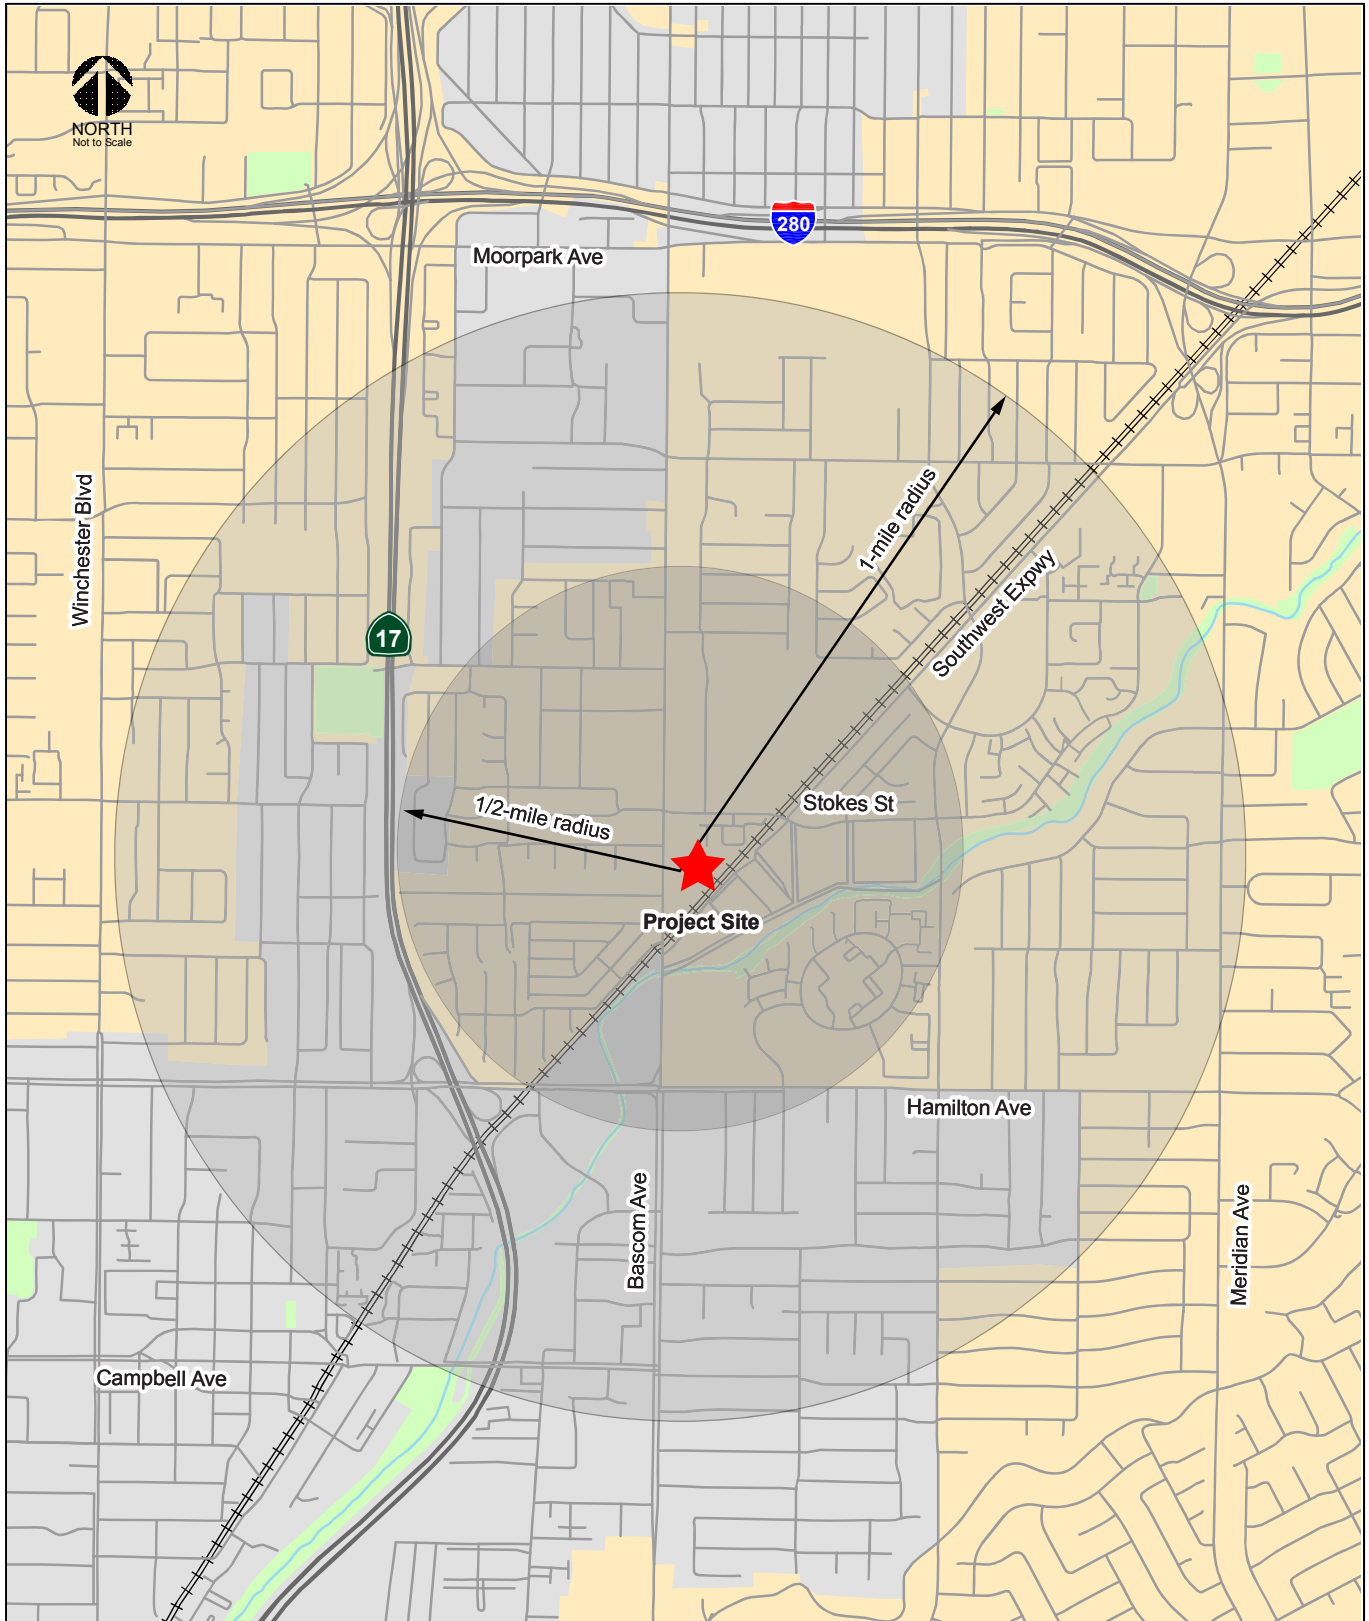 NORTH
Not to Scale
280
Moorpark Ave
Winchester Blvd
1-mile radius
Southwest Expwy
17
1/2-mile radius
Stokes St
Project Site
Hamilton Ave
Bascom Ave
Meridian Ave
Campbell Ave